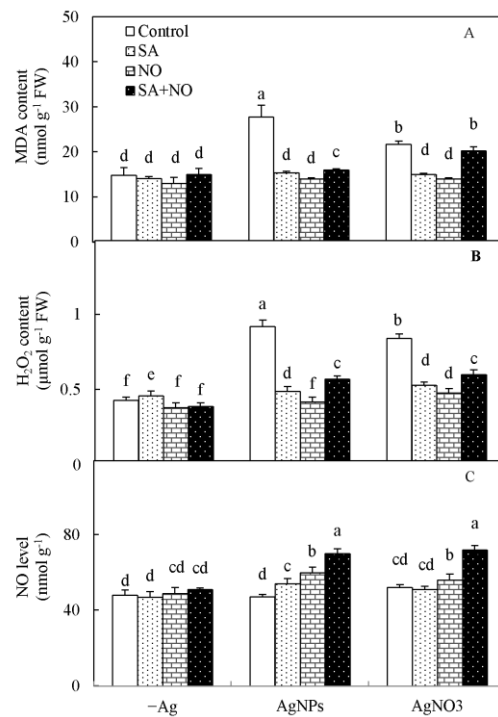 50
40
30
20
10
0
MDA content
(nmol g⁻¹ FW)
Control
SA
NO
SA+NO
A
d d d d
a d d c
b d d b
1
0.5
0
H₂O₂ content
(μmol g⁻¹ FW)
B
f e f f
a d f c
b d d c
80
40
0
NO level
(nmol g⁻¹)
C
d d cd cd
d c b a
cd cd b a
−Ag AgNPs AgNO3